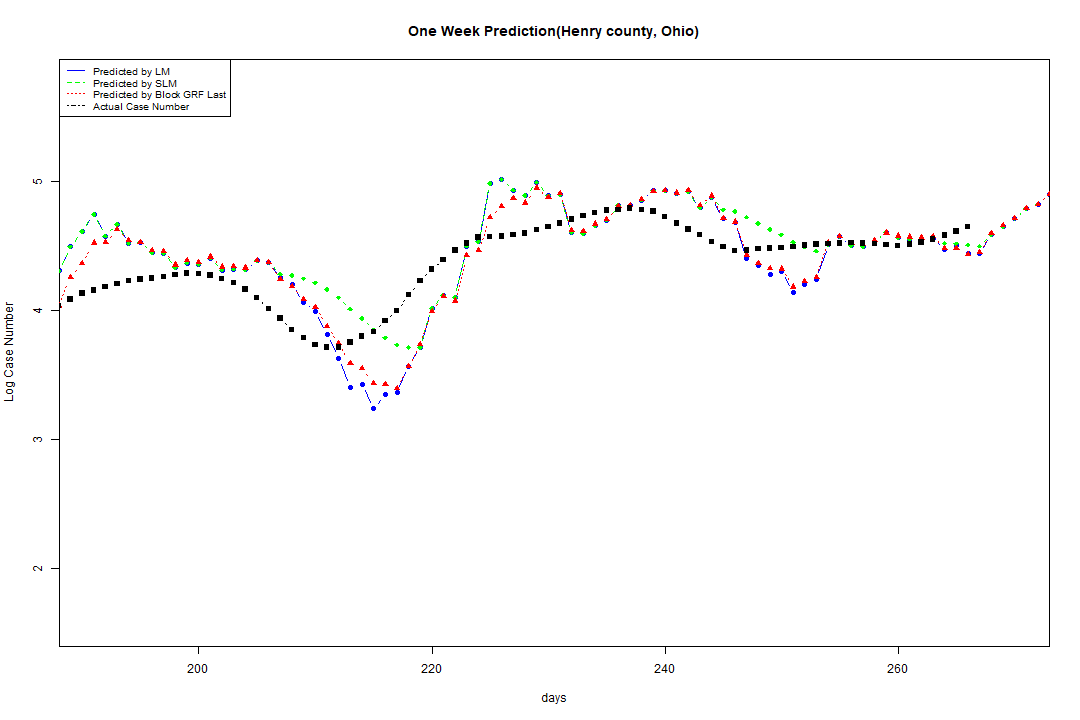 One Week Prediction(Henry county, Ohio)
Predicted by LM
Predicted by SLM
Predicted by Block GRF Last
Actual Case Number
5
4
3
2
Log Case Number
200 220 240 260
days